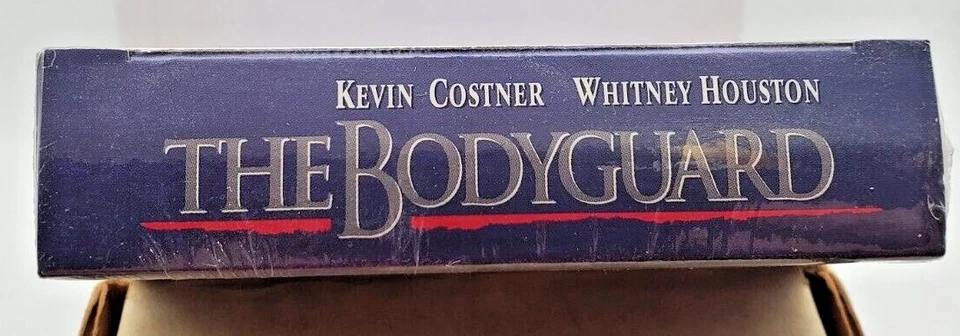 KEVIN COSTNER WHITNEY HOUSTON
THE BODYGUARD